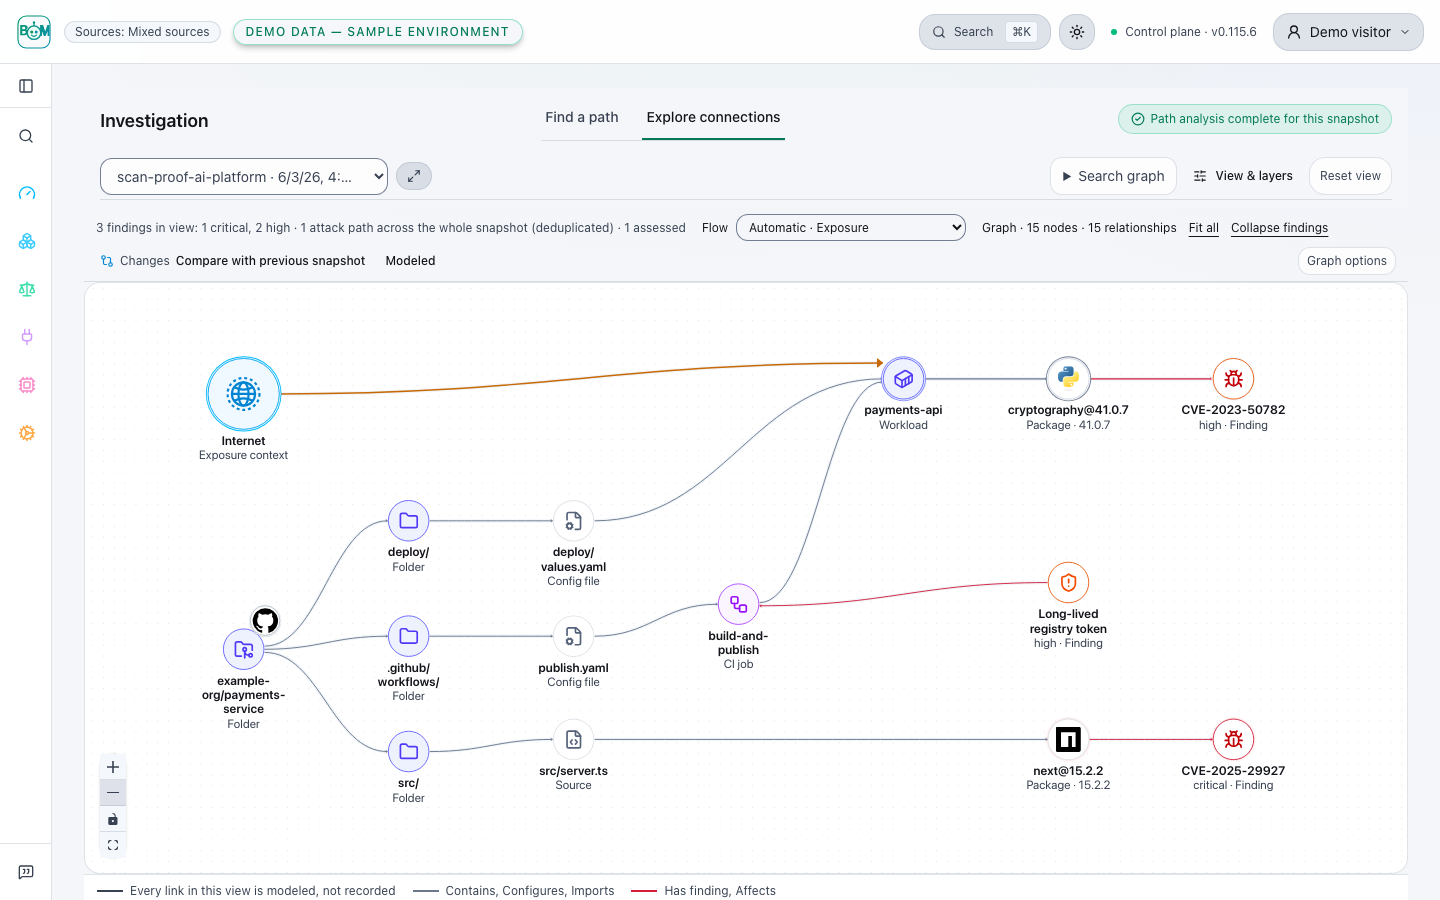 BOM
Sources: Mixed sources
DEMO DATA — SAMPLE ENVIRONMENT
Search
⌘K
Control plane · v0.115.6
Demo visitor
Investigation
Find a path
Explore connections
Path analysis complete for this snapshot
scan-proof-ai-platform · 6/3/26, 4:...
Search graph
View & layers
Reset view
3 findings in view: 1 critical, 2 high · 1 attack path across the whole snapshot (deduplicated) · 1 assessed
Flow
Automatic · Exposure
Graph · 15 nodes · 15 relationships
Fit all
Collapse findings
Changes
Compare with previous snapshot
Modeled
Graph options
Internet
Exposure context
payments-api
Workload
cryptography@41.0.7
Package · 41.0.7
CVE-2023-50782
high · Finding
deploy/
Folder
deploy/
values.yaml
Config file
build-and-
publish
CI job
Long-lived
registry token
high · Finding
example-
org/payments-
service
Folder
.github/
workflows/
Folder
publish.yaml
Config file
src/
Folder
src/server.ts
Source
next@15.2.2
Package · 15.2.2
CVE-2025-29927
critical · Finding
Every link in this view is modeled, not recorded
Contains, Configures, Imports
Has finding, Affects